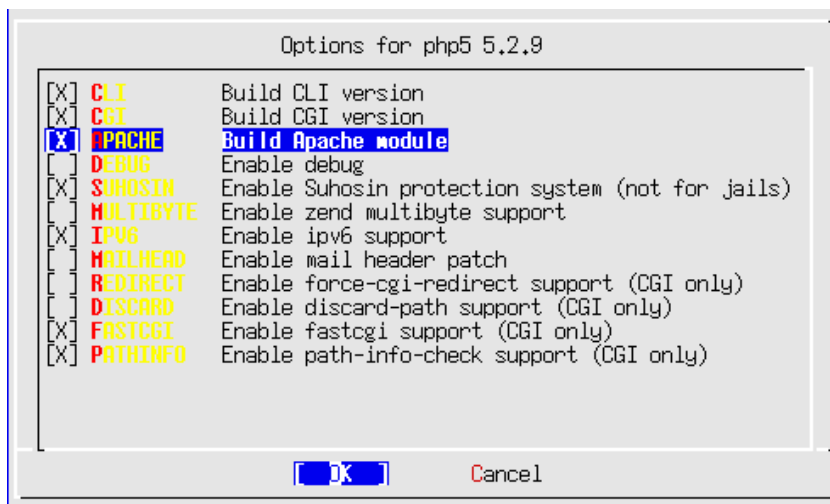 Options for php5 5.2.9
[X] CLI Build CLI version
[X] CGI Build CGI version
[X] APACHE Build Apache module
[ ] DEBUG Enable debug
[X] SUHOSIN Enable Suhosin protection system (not for jails)
[ ] MULTIBYTE Enable zend multibyte support
[X] IPV6 Enable ipv6 support
[ ] MAILHEAD Enable mail header patch
[ ] REDIRECT Enable force-cgi-redirect support (CGI only)
[ ] DISCARD Enable discard-path support (CGI only)
[X] FASTCGI Enable fastcgi support (CGI only)
[X] PATHINFO Enable path-info-check support (CGI only)
[ OK ] Cancel